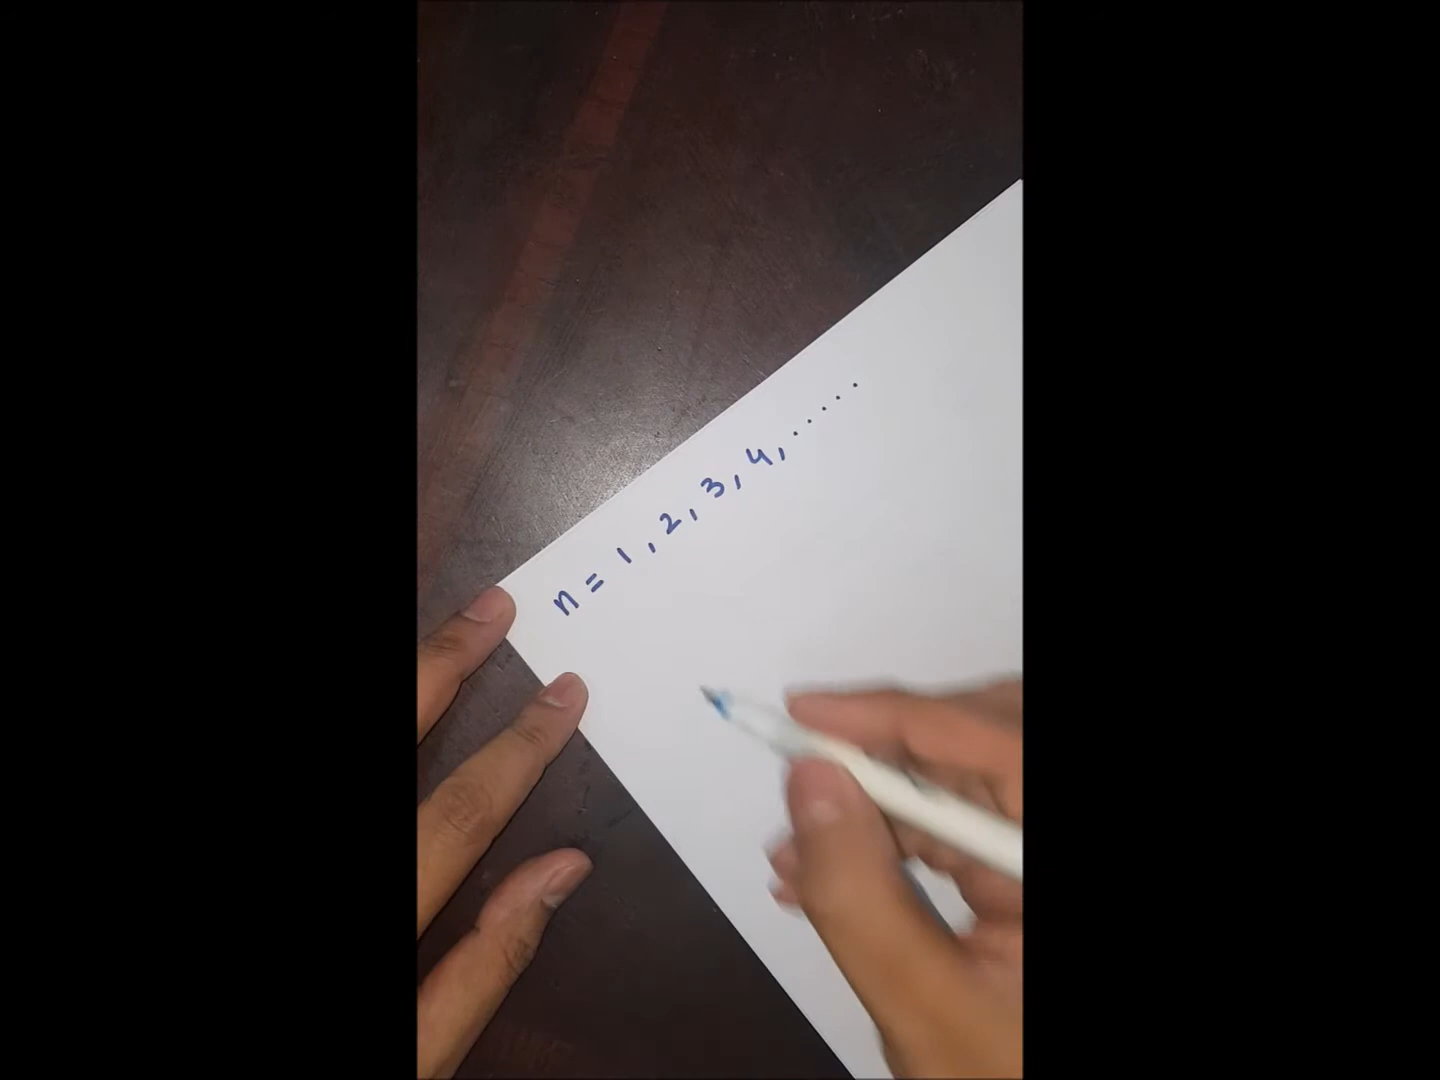 n = 1, 2, 3, 4, .....